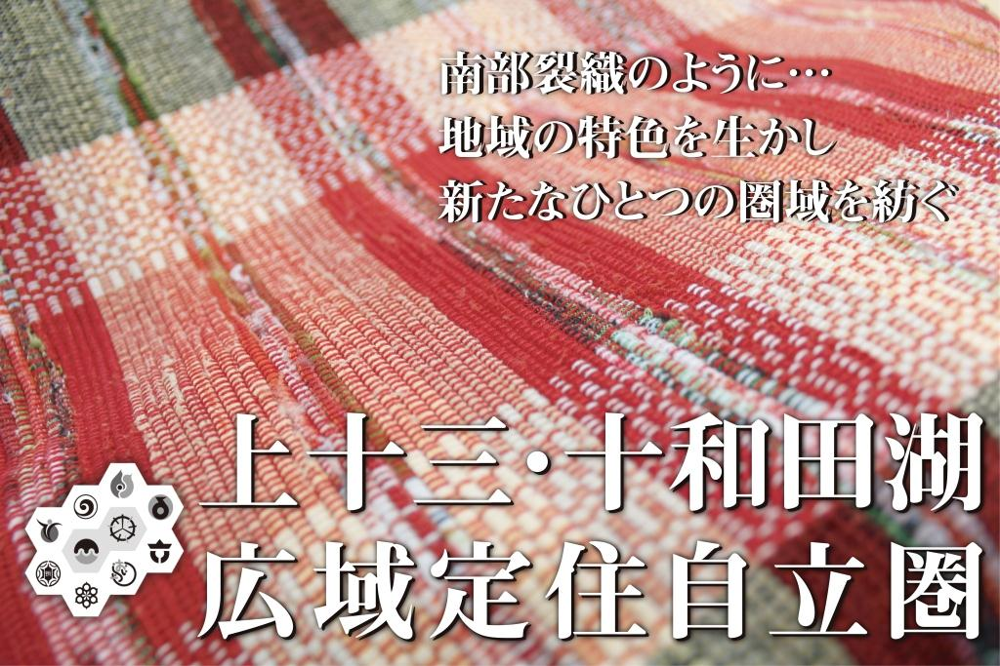 南部裂織のように…
地域の特色を生かし
新たなひとつの圏域を紡ぐ
上十三・十和田湖
広域定住自立圏